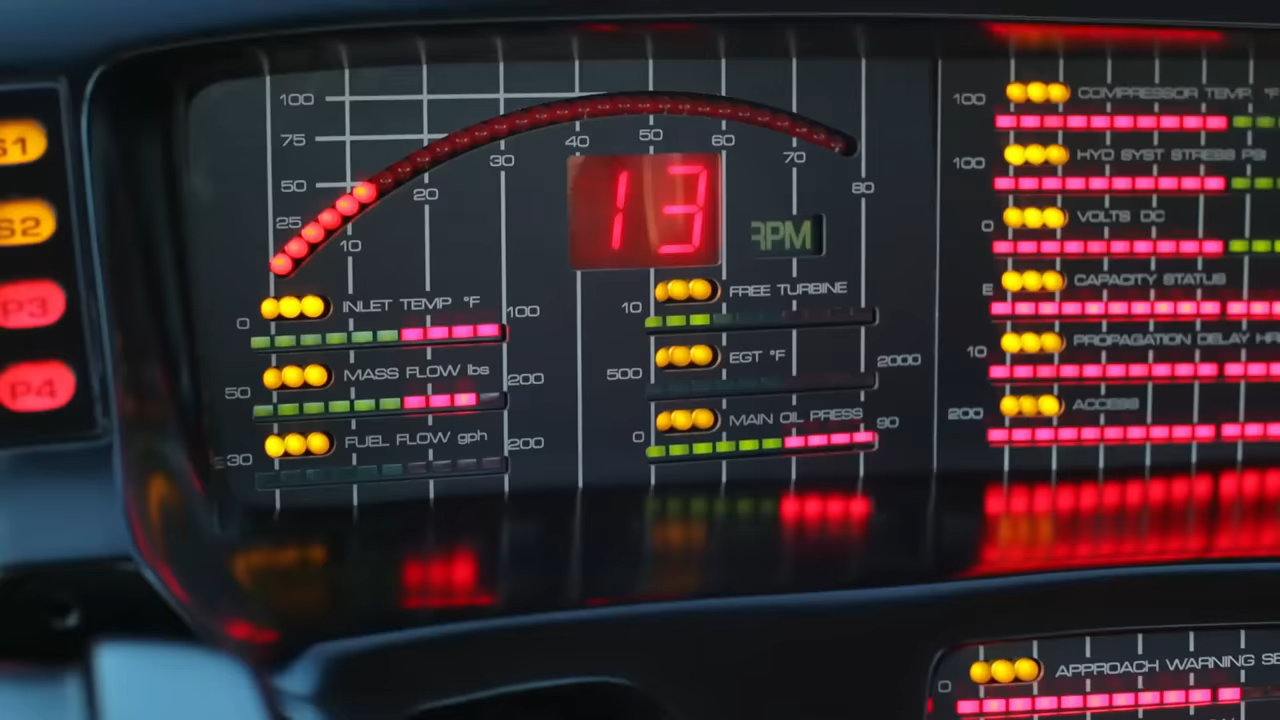 S1
S2
P3
P4
100
75
50
25
10
20
30
40
50
60
70
80
13
RPM
INLET TEMP °F
0
100
MASS FLOW lbs
50
200
FUEL FLOW gph
30
200
FREE TURBINE
10
EGT °F
500
2000
MAIN OIL PRESS
0
90
100
COMPRESSOR TEMP °F
100
HYD SYST STRESS PSI
0
VOLTS DC
E
CAPACITY STATUS
10
PROPAGATION DELAY
200
ACCESS
0
APPROACH WARNING